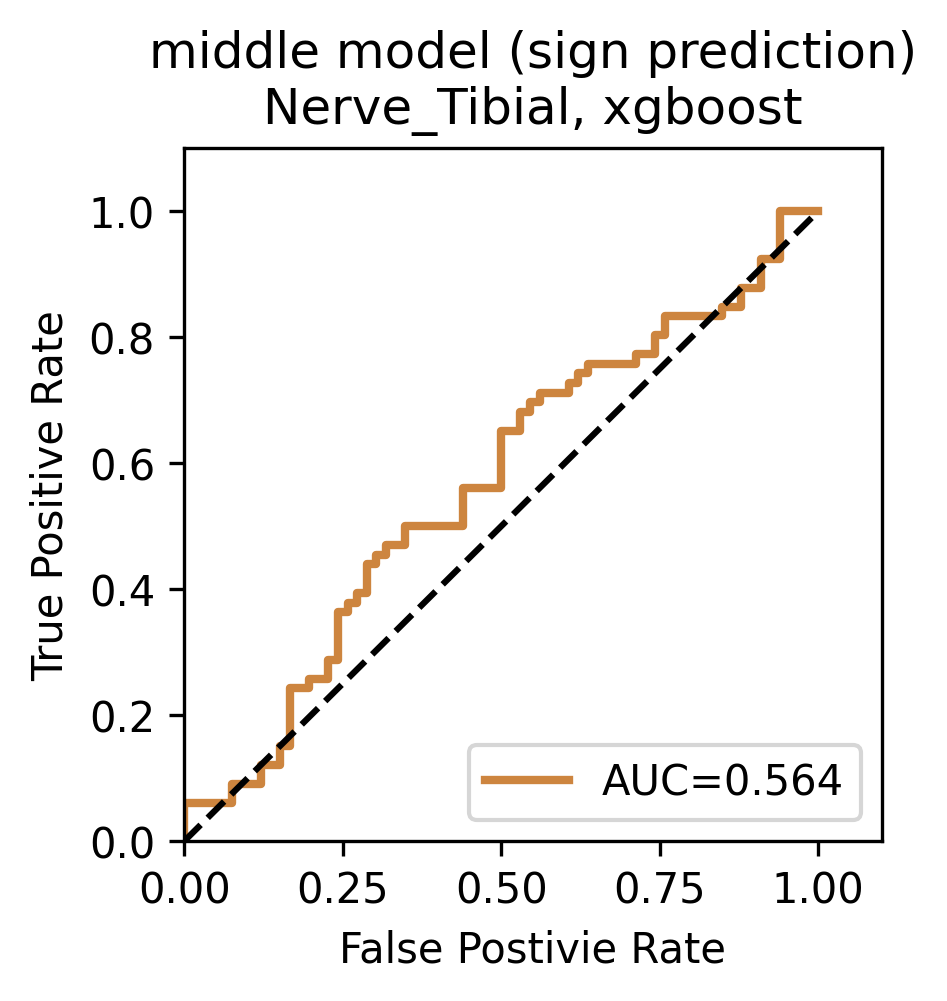 middle model (sign prediction)
Nerve_Tibial, xgboost
1.0
0.8
0.6
0.4
0.2
0.0
True Positive Rate
AUC=0.564
0.00 0.25 0.50 0.75 1.00
False Postivie Rate